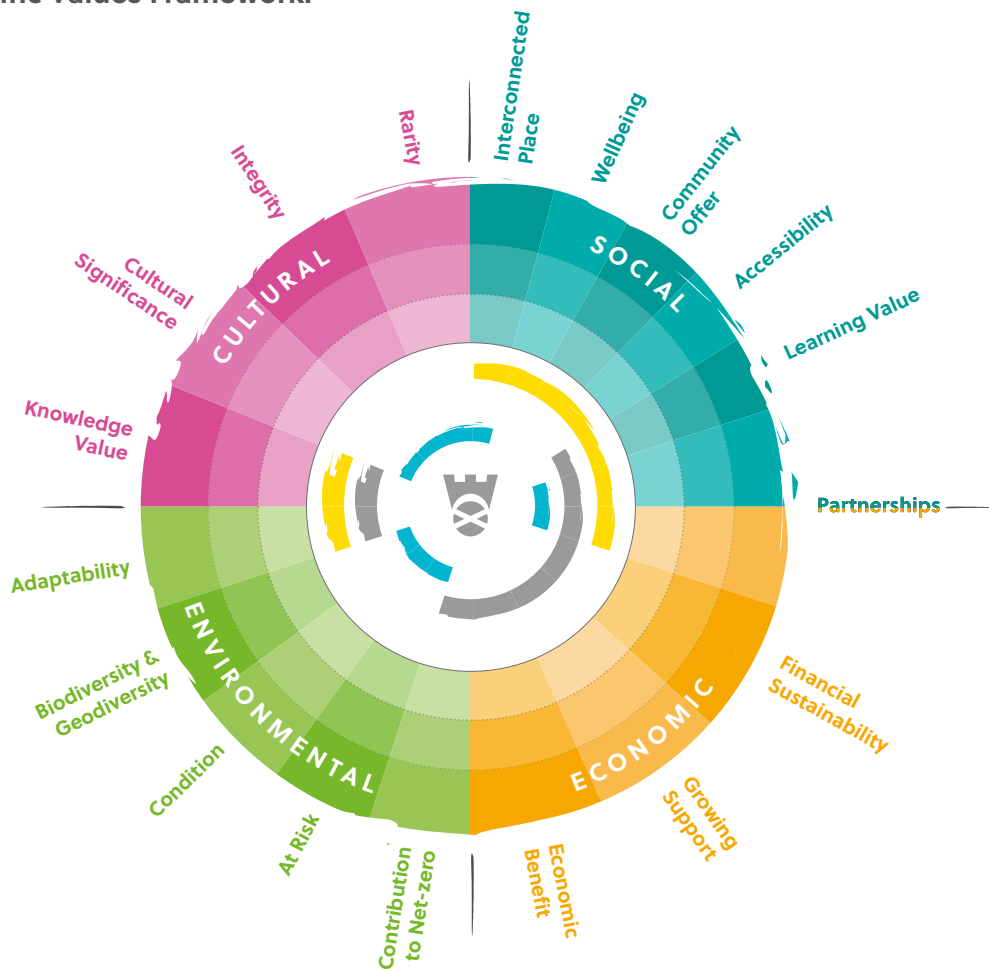 Values Framework.
Interconnected
Place
Wellbeing
Community
Offer
Accessibility
Learning Value
Partnerships
Financial
Sustainability
Growing
Support
Economic
Benefit
Contribution
to Net-zero
At Risk
Condition
Biodiversity &
Geodiversity
Adaptability
Knowledge
Value
Cultural
Significance
Integrity
Rarity
CULTURAL
SOCIAL
ECONOMIC
ENVIRONMENTAL